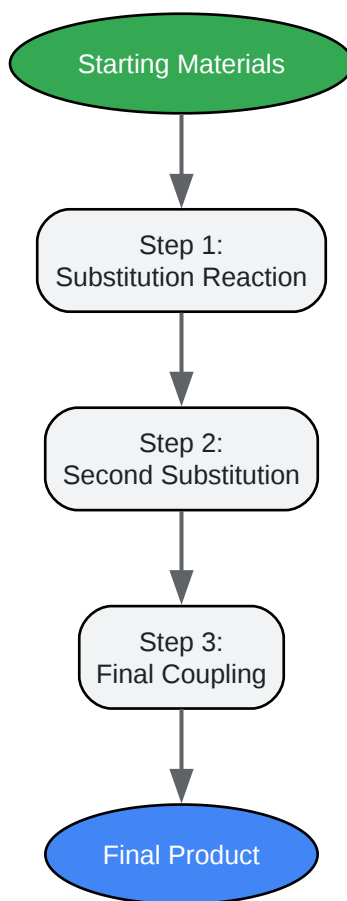 Starting Materials
Step 1:
Substitution Reaction
Step 2:
Second Substitution
Step 3:
Final Coupling
Final Product